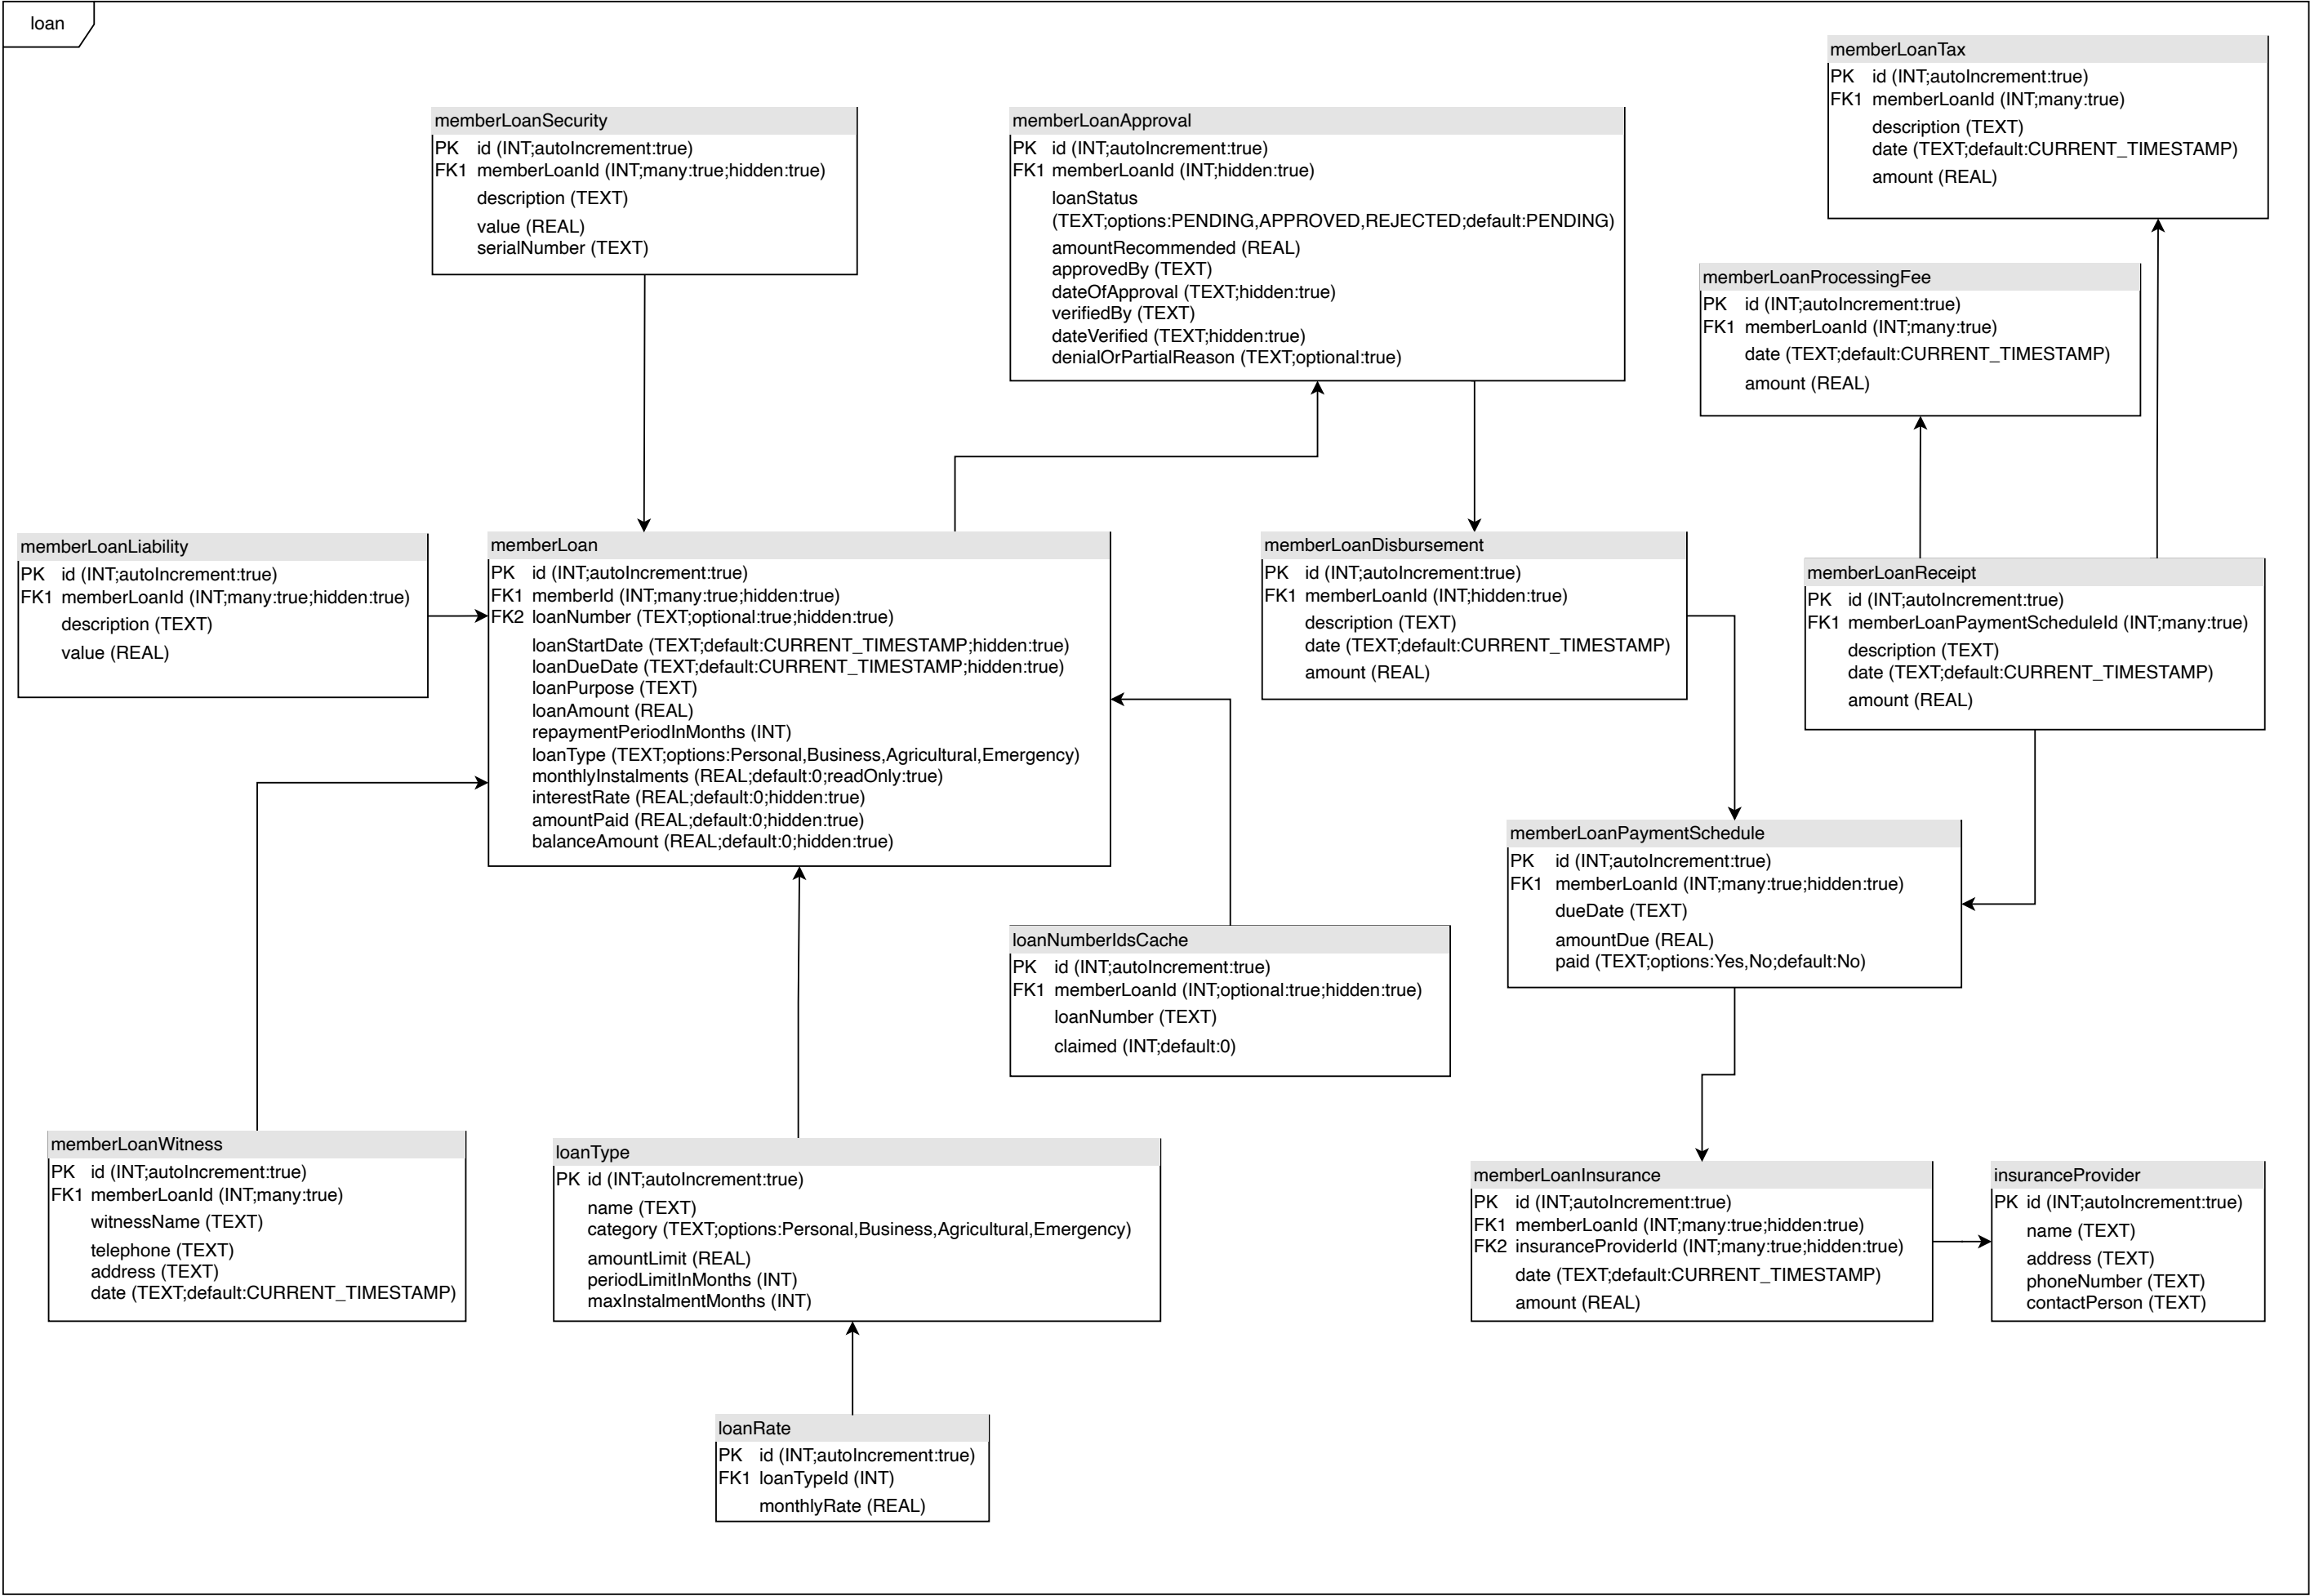 loan
memberLoanTax
PK id (INT;autoIncrement:true)
FK1 memberLoanId (INT;many:true)
description (TEXT)
date (TEXT;default:CURRENT_TIMESTAMP)
amount (REAL)
memberLoanSecurity
PK id (INT;autoIncrement:true)
FK1 memberLoanId (INT;many:true;hidden:true)
description (TEXT)
value (REAL)
serialNumber (TEXT)
memberLoanApproval
PK id (INT;autoIncrement:true)
FK1 memberLoanId (INT;hidden:true)
loanStatus
(TEXT;options:PENDING,APPROVED,REJECTED;default:PENDING)
amountRecommended (REAL)
approvedBy (TEXT)
dateOfApproval (TEXT;hidden:true)
verifiedBy (TEXT)
dateVerified (TEXT;hidden:true)
denialOrPartialReason (TEXT;optional:true)
memberLoanProcessingFee
PK id (INT;autoIncrement:true)
FK1 memberLoanId (INT;many:true)
date (TEXT;default:CURRENT_TIMESTAMP)
amount (REAL)
memberLoanLiability
PK id (INT;autoIncrement:true)
FK1 memberLoanId (INT;many:true;hidden:true)
description (TEXT)
value (REAL)
memberLoan
PK id (INT;autoIncrement:true)
FK1 memberId (INT;many:true;hidden:true)
FK2 loanNumber (TEXT;optional:true;hidden:true)
loanStartDate (TEXT;default:CURRENT_TIMESTAMP;hidden:true)
loanDueDate (TEXT;default:CURRENT_TIMESTAMP;hidden:true)
loanPurpose (TEXT)
loanAmount (REAL)
repaymentPeriodInMonths (INT)
loanType (TEXT;options:Personal,Business,Agricultural,Emergency)
monthlyInstalments (REAL;default:0;readOnly:true)
interestRate (REAL;default:0;hidden:true)
amountPaid (REAL;default:0;hidden:true)
balanceAmount (REAL;default:0;hidden:true)
memberLoanDisbursement
PK id (INT;autoIncrement:true)
FK1 memberLoanId (INT;hidden:true)
description (TEXT)
date (TEXT;default:CURRENT_TIMESTAMP)
amount (REAL)
memberLoanReceipt
PK id (INT;autoIncrement:true)
FK1 memberLoanPaymentScheduleId (INT;many:true)
description (TEXT)
date (TEXT;default:CURRENT_TIMESTAMP)
amount (REAL)
memberLoanPaymentSchedule
PK id (INT;autoIncrement:true)
FK1 memberLoanId (INT;many:true;hidden:true)
dueDate (TEXT)
amountDue (REAL)
paid (TEXT;options:Yes,No;default:No)
loanNumberIdsCache
PK id (INT;autoIncrement:true)
FK1 memberLoanId (INT;optional:true;hidden:true)
loanNumber (TEXT)
claimed (INT;default:0)
memberLoanWitness
PK id (INT;autoIncrement:true)
FK1 memberLoanId (INT;many:true)
witnessName (TEXT)
telephone (TEXT)
address (TEXT)
date (TEXT;default:CURRENT_TIMESTAMP)
loanType
PK id (INT;autoIncrement:true)
name (TEXT)
category (TEXT;options:Personal,Business,Agricultural,Emergency)
amountLimit (REAL)
periodLimitInMonths (INT)
maxInstalmentMonths (INT)
memberLoanInsurance
PK id (INT;autoIncrement:true)
FK1 memberLoanId (INT;many:true;hidden:true)
FK2 insuranceProviderId (INT;many:true;hidden:true)
date (TEXT;default:CURRENT_TIMESTAMP)
amount (REAL)
insuranceProvider
PK id (INT;autoIncrement:true)
name (TEXT)
address (TEXT)
phoneNumber (TEXT)
contactPerson (TEXT)
loanRate
PK id (INT;autoIncrement:true)
FK1 loanTypeId (INT)
monthlyRate (REAL)